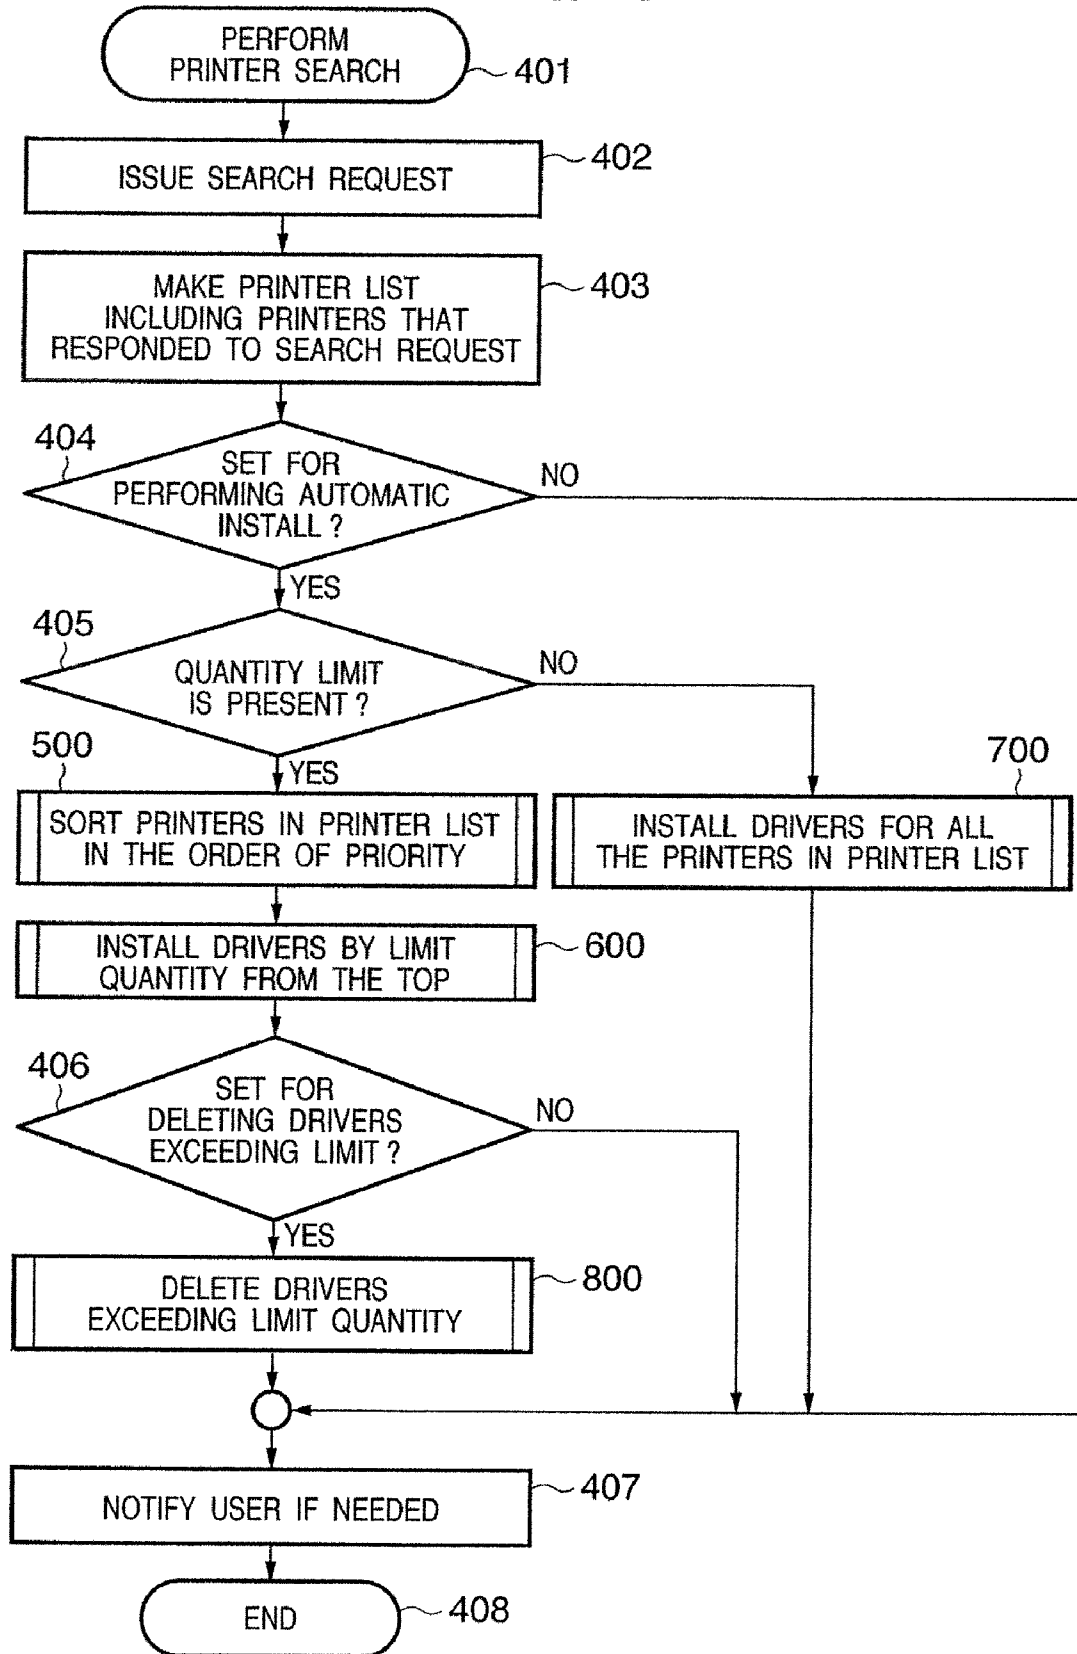 PERFORM
PRINTER SEARCH
401
ISSUE SEARCH REQUEST
402
MAKE PRINTER LIST
INCLUDING PRINTERS THAT
RESPONDED TO SEARCH REQUEST
403
404
SET FOR
PERFORMING AUTOMATIC
INSTALL ?
NO
YES
405
QUANTITY LIMIT
IS PRESENT ?
NO
YES
500
SORT PRINTERS IN PRINTER LIST
IN THE ORDER OF PRIORITY
700
INSTALL DRIVERS FOR ALL
THE PRINTERS IN PRINTER LIST
INSTALL DRIVERS BY LIMIT
QUANTITY FROM THE TOP
600
406
SET FOR
DELETING DRIVERS
EXCEEDING LIMIT ?
NO
YES
DELETE DRIVERS
EXCEEDING LIMIT QUANTITY
800
NOTIFY USER IF NEEDED
407
END
408